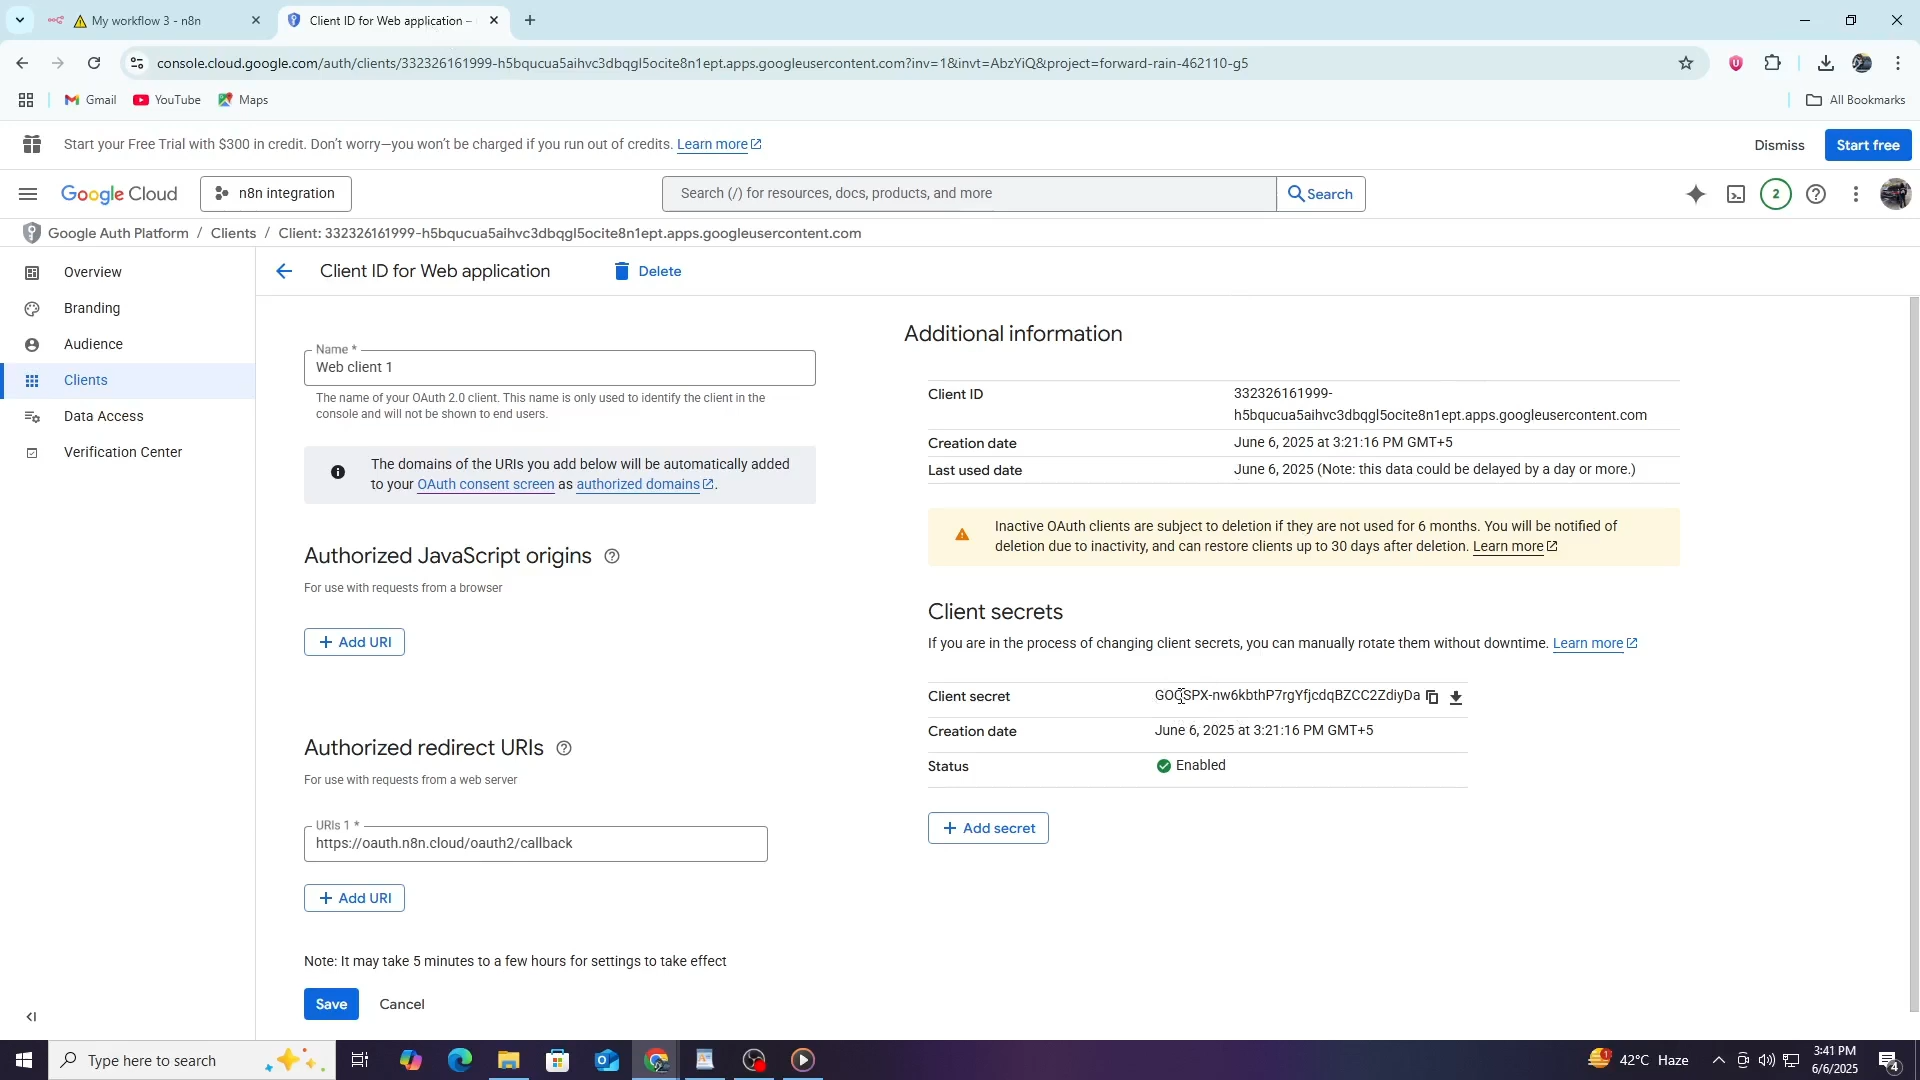 My workflow 3 - n8n
Client ID for Web application –
console.cloud.google.com/auth/clients/332326161999-h5bqucua5aihvc3dbqgl5ocite8n1ept.apps.googleusercontent.com?inv=1&invt=AbzYiQ&project=forward-rain-462110-g5
Gmail
YouTube
Maps
All Bookmarks
Start your Free Trial with $300 in credit. Don't worry—you won't be charged if you run out of credits. Learn more
Dismiss
Start free
Google Cloud
n8n integration
Search (/) for resources, docs, products, and more
Search
2
Google Auth Platform / Clients / Client: 332326161999-h5bqucua5aihvc3dbqgl5ocite8n1ept.apps.googleusercontent.com
Overview
Branding
Audience
Clients
Data Access
Verification Center
Client ID for Web application
Delete
Name *
Web client 1
The name of your OAuth 2.0 client. This name is only used to identify the client in the
console and will not be shown to end users.
The domains of the URIs you add below will be automatically added
to your OAuth consent screen as authorized domains.
Authorized JavaScript origins
For use with requests from a browser
+ Add URI
Authorized redirect URIs
For use with requests from a web server
URIs 1 *
https://oauth.n8n.cloud/oauth2/callback
+ Add URI
Note: It may take 5 minutes to a few hours for settings to take effect
Save
Cancel
Additional information
Client ID
332326161999-
h5bqucua5aihvc3dbqgl5ocite8n1ept.apps.googleusercontent.com
Creation date
June 6, 2025 at 3:21:16 PM GMT+5
Last used date
June 6, 2025 (Note: this data could be delayed by a day or more.)
Inactive OAuth clients are subject to deletion if they are not used for 6 months. You will be notified of
deletion due to inactivity, and can restore clients up to 30 days after deletion. Learn more
Client secrets
If you are in the process of changing client secrets, you can manually rotate them without downtime. Learn more
Client secret
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
Creation date
June 6, 2025 at 3:21:16 PM GMT+5
Status
Enabled
+ Add secret
Type here to search
1
42°C Haze
3:41 PM
6/6/2025
4